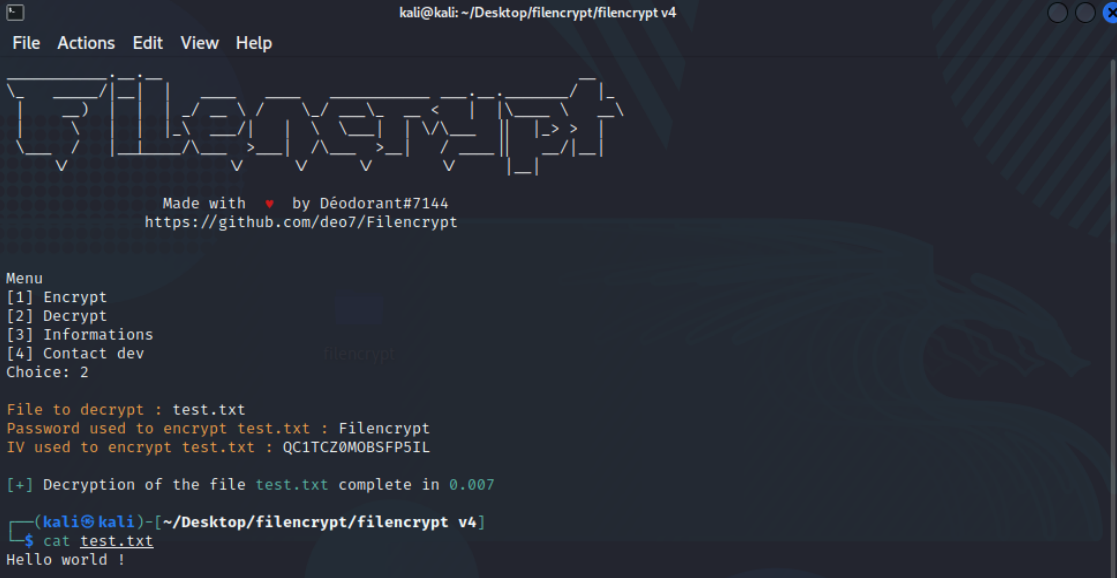 kali@kali: ~/Desktop/filencrypt/filencrypt v4
File Actions Edit View Help
Filencrypt
Made with ♥ by Déodorant#7144
https://github.com/deo7/Filencrypt
Menu
[1] Encrypt
[2] Decrypt
[3] Informations
[4] Contact dev
Choice: 2
filencrypt
File to decrypt : test.txt
Password used to encrypt test.txt : Filencrypt
IV used to encrypt test.txt : QC1TCZ0MOBSFP5IL
[+] Decryption of the file test.txt complete in 0.007
┌──(kali㉿kali)-[~/Desktop/filencrypt/filencrypt v4]
└─$ cat test.txt
Hello world !